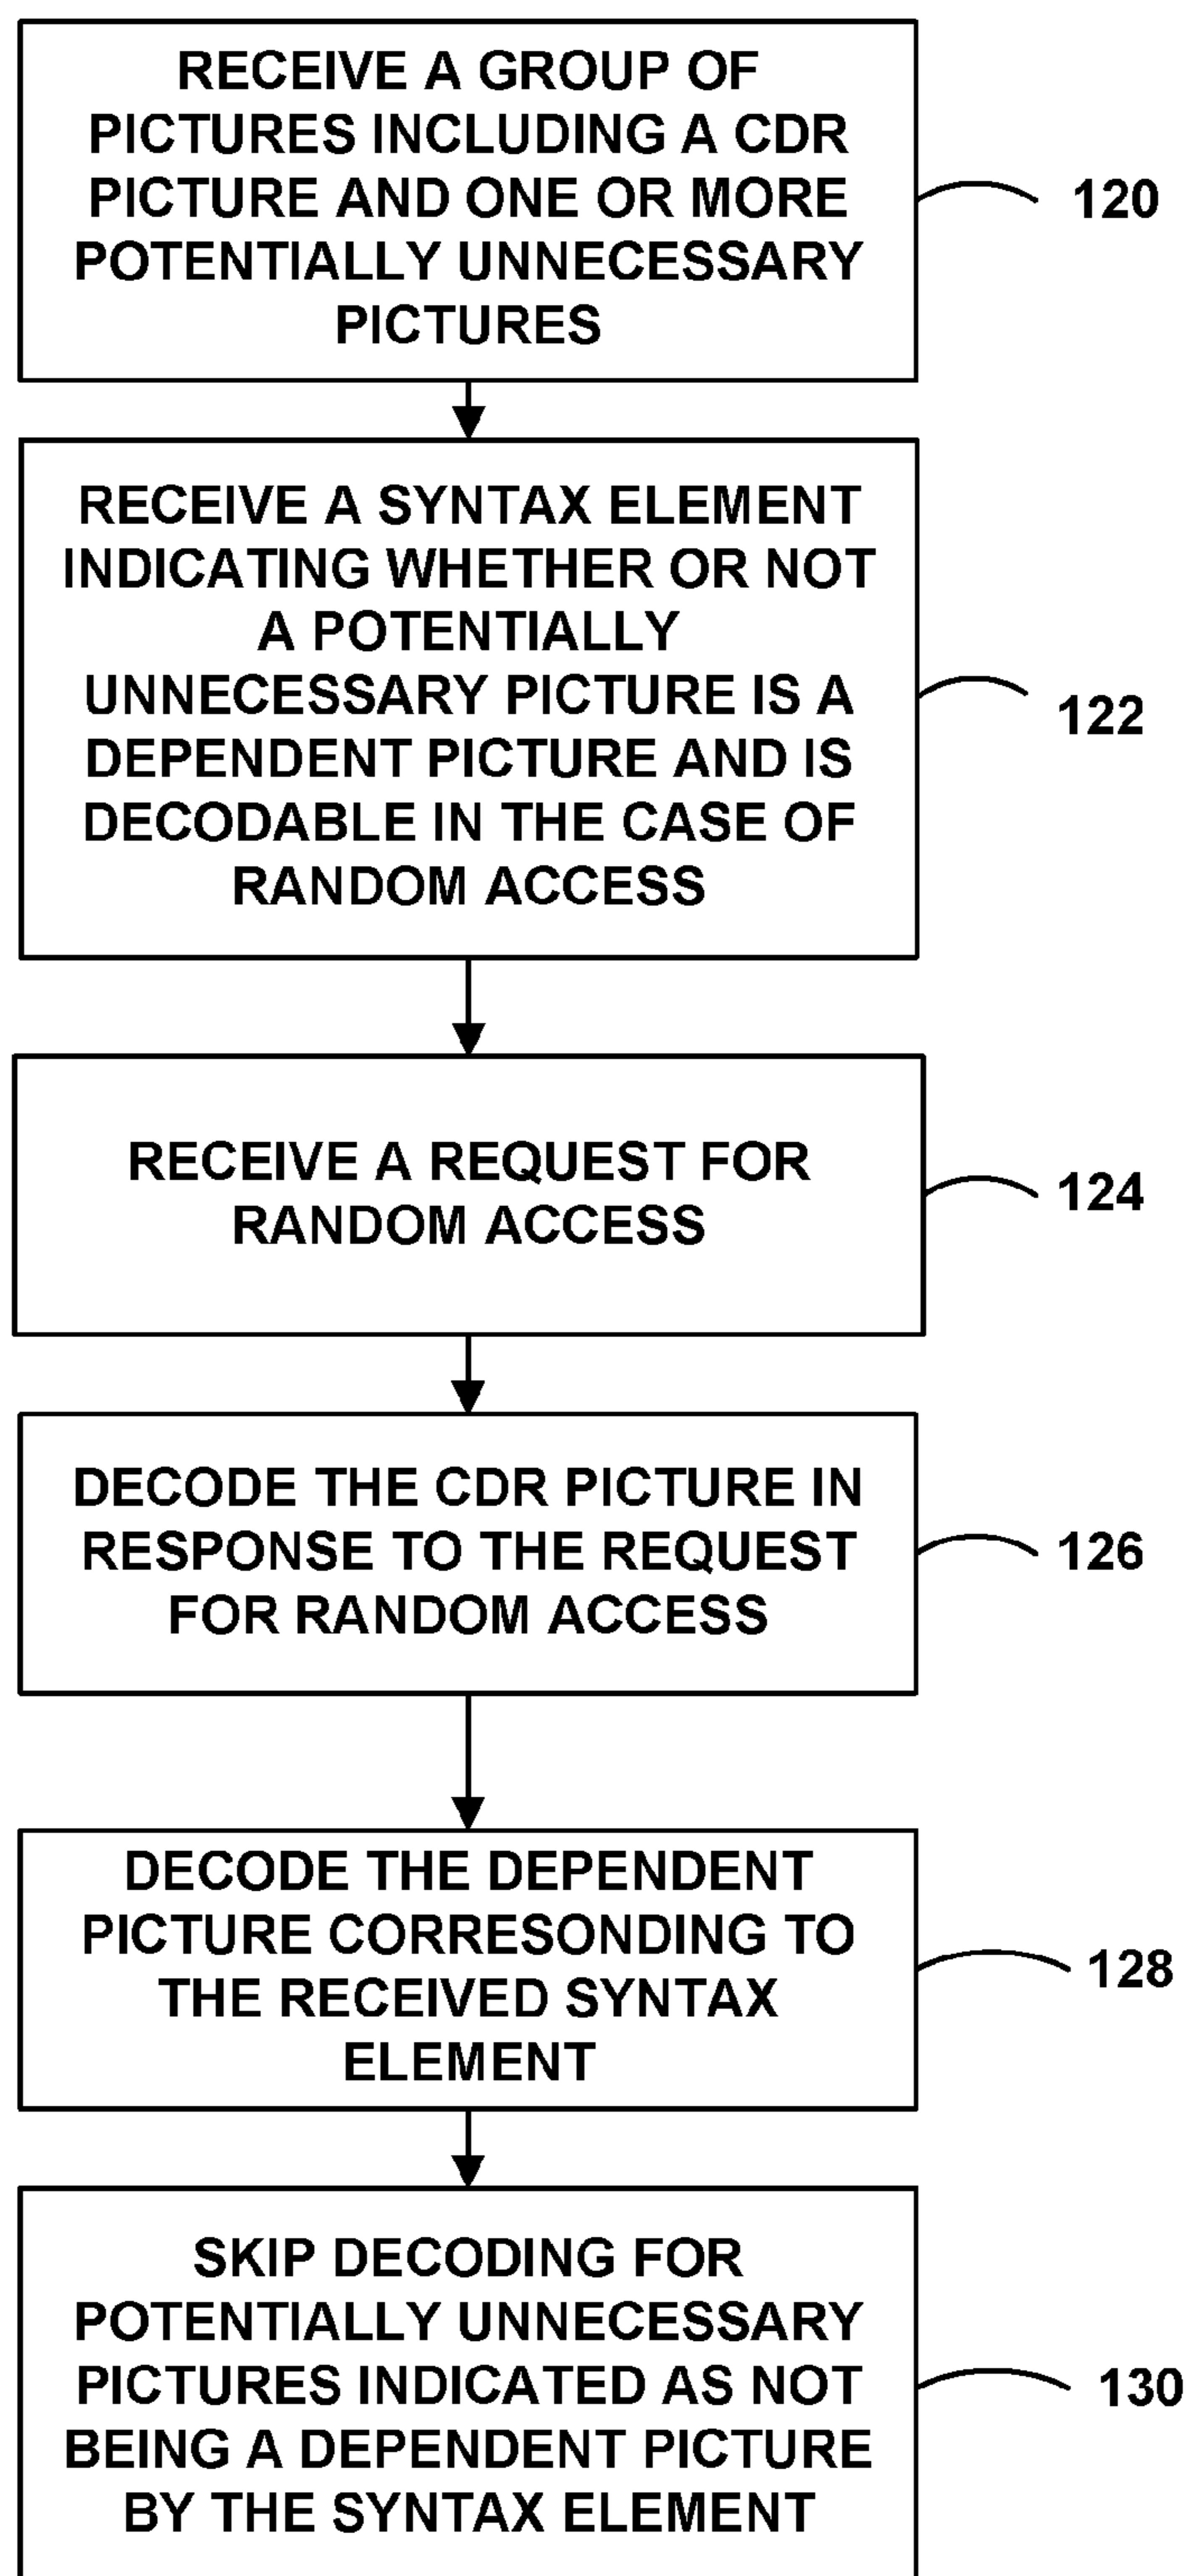 RECEIVE A GROUP OF
PICTURES INCLUDING A CDR
PICTURE AND ONE OR MORE
POTENTIALLY UNNECESSARY
PICTURES
120
RECEIVE A SYNTAX ELEMENT
INDICATING WHETHER OR NOT
A POTENTIALLY
UNNECESSARY PICTURE IS A
DEPENDENT PICTURE AND IS
DECODABLE IN THE CASE OF
RANDOM ACCESS
122
RECEIVE A REQUEST FOR
RANDOM ACCESS
124
DECODE THE CDR PICTURE IN
RESPONSE TO THE REQUEST
FOR RANDOM ACCESS
126
DECODE THE DEPENDENT
PICTURE CORRESONDING TO
THE RECEIVED SYNTAX
ELEMENT
128
SKIP DECODING FOR
POTENTIALLY UNNECESSARY
PICTURES INDICATED AS NOT
BEING A DEPENDENT PICTURE
BY THE SYNTAX ELEMENT
130